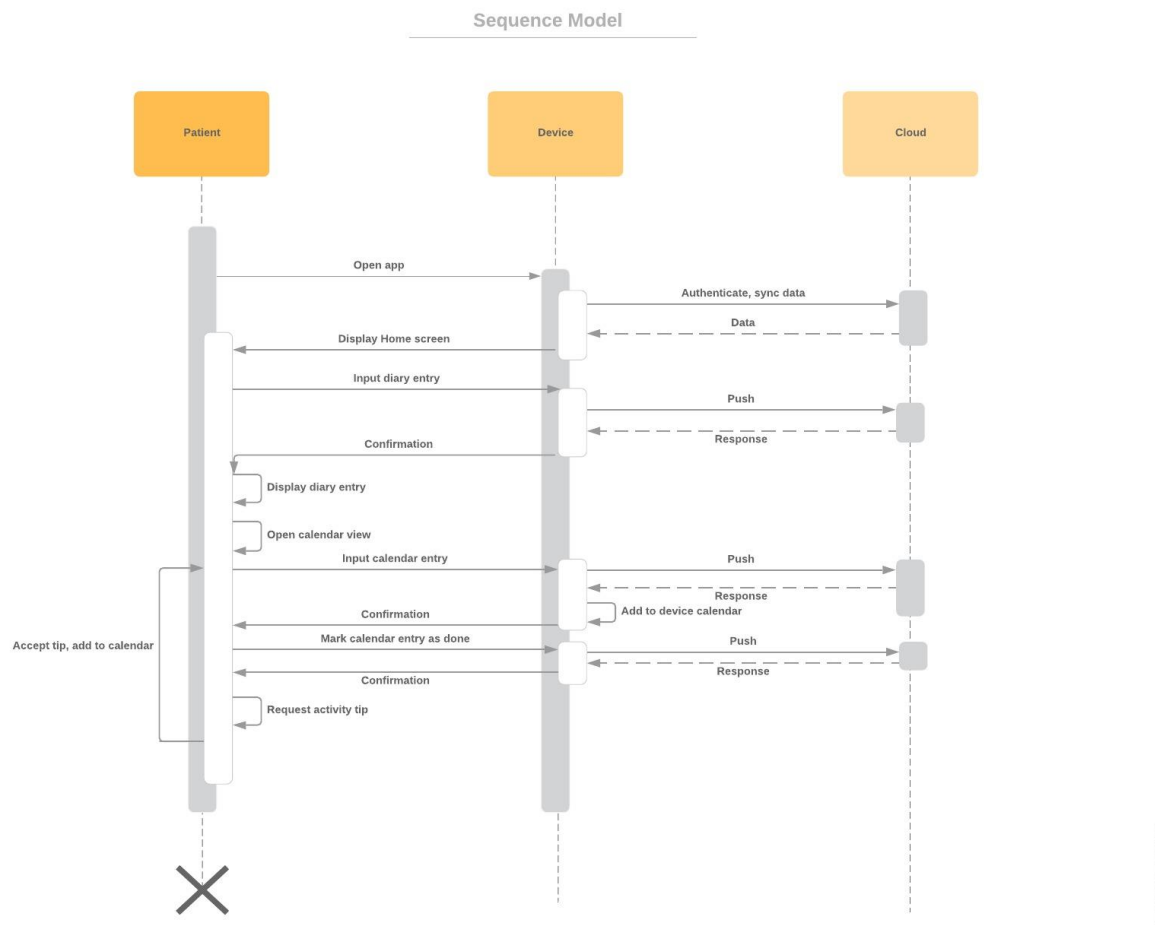 Sequence Model
Patient
Device
Cloud
Open app
Authenticate, sync data
Data
Display Home screen
Input diary entry
Push
Response
Confirmation
Display diary entry
Open calendar view
Input calendar entry
Push
Response
Add to device calendar
Confirmation
Mark calendar entry as done
Push
Accept tip, add to calendar
Response
Confirmation
Request activity tip